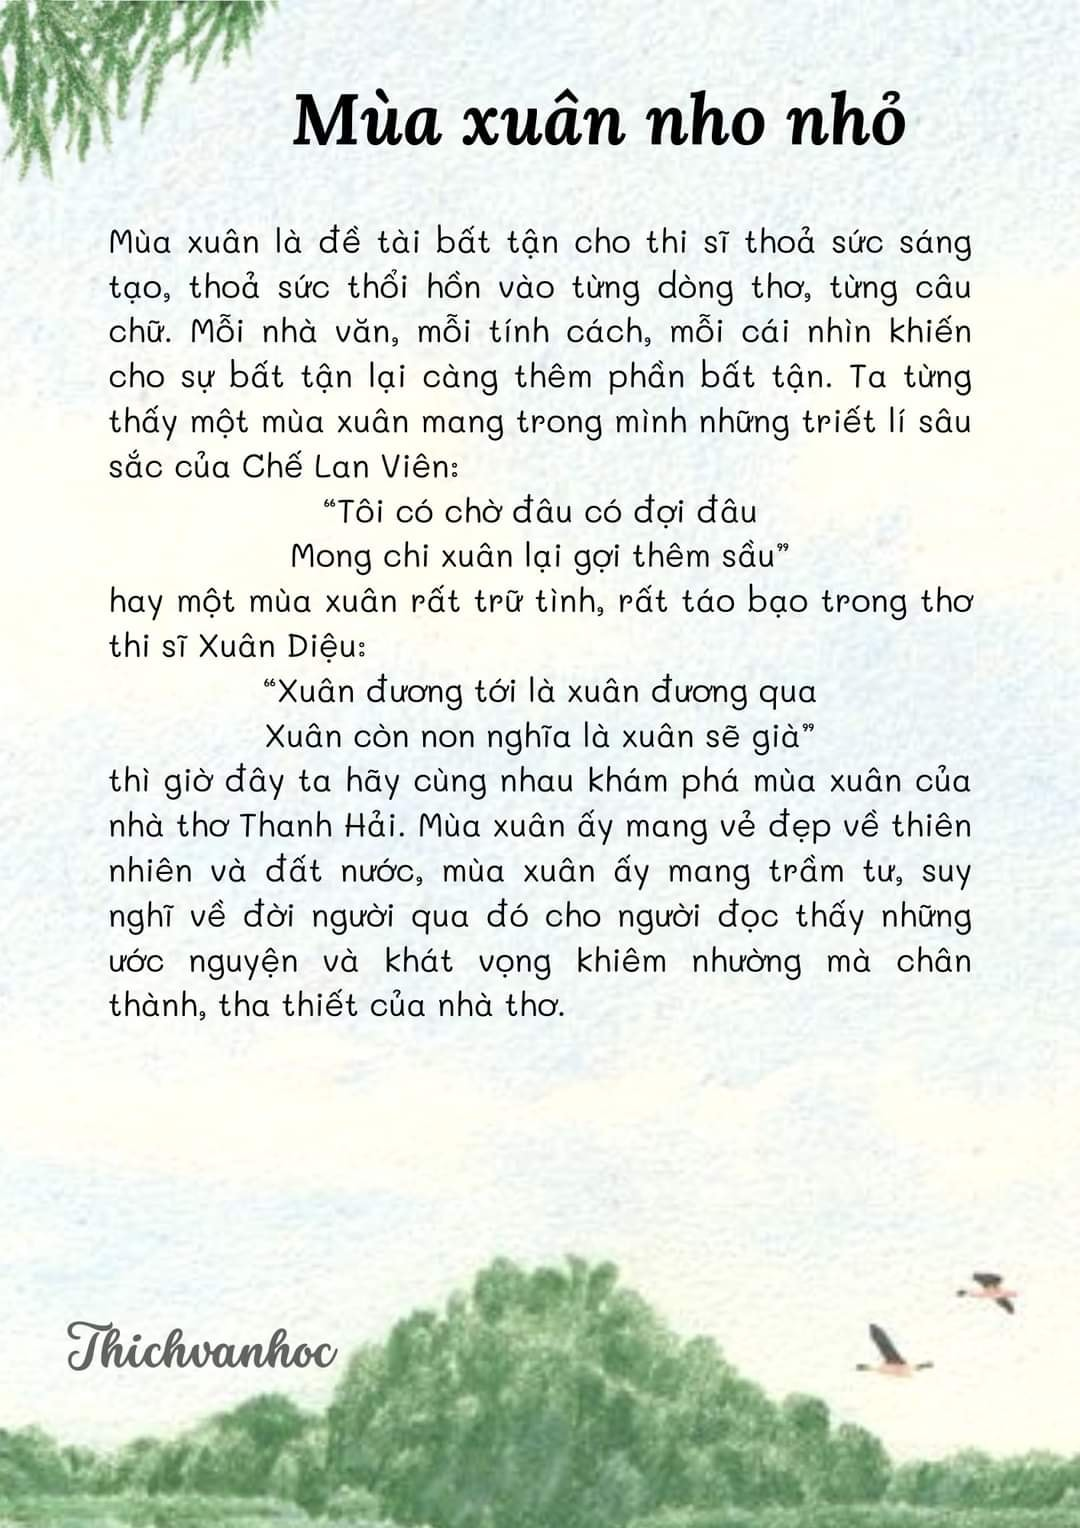 Mùa xuân nho nhỏ
Mùa xuân là đề tài bất tận cho thi sĩ thoả sức sáng
tạo, thoả sức thổi hồn vào từng dòng thơ, từng câu
chữ. Mỗi nhà văn, mỗi tính cách, mỗi cái nhìn khiến
cho sự bất tận lại càng thêm phần bất tận. Ta từng
thấy một mùa xuân mang trong mình những triết lí sâu
sắc của Chế Lan Viên:
“Tôi có chờ đâu có đợi đâu
Mong chi xuân lại gợi thêm sầu”
hay một mùa xuân rất trữ tình, rất táo bạo trong thơ
thi sĩ Xuân Diệu:
“Xuân đương tới là xuân đương qua
Xuân còn non nghĩa là xuân sẽ già”
thì giờ đây ta hãy cùng nhau khám phá mùa xuân của
nhà thơ Thanh Hải. Mùa xuân ấy mang vẻ đẹp về thiên
nhiên và đất nước, mùa xuân ấy mang trầm tư, suy
nghĩ về đời người qua đó cho người đọc thấy những
ước nguyện và khát vọng khiêm nhường mà chân
thành, tha thiết của nhà thơ.
Thichvanhoc